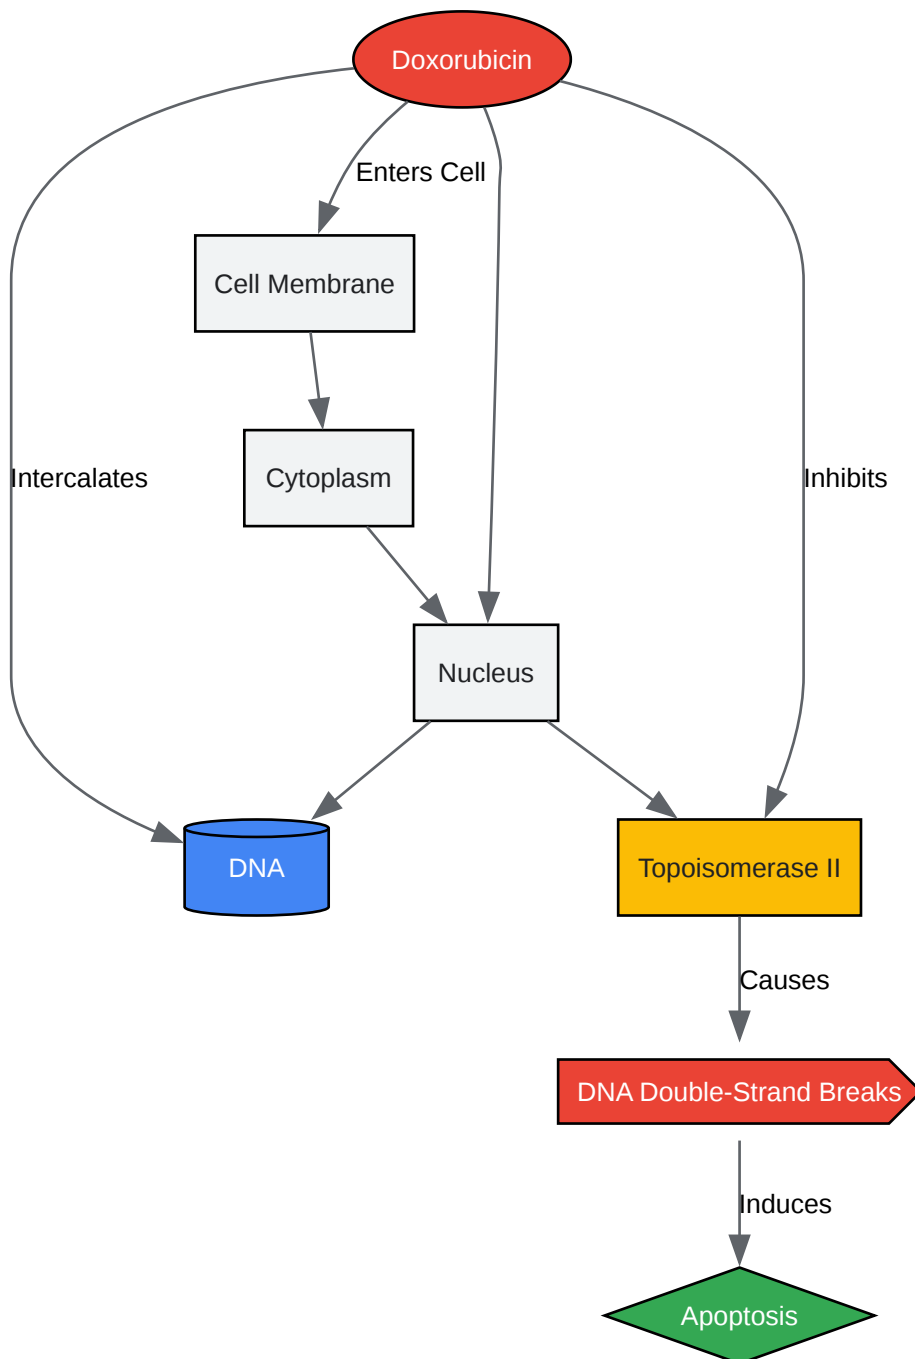 Doxorubicin
Enters Cell
Cell Membrane
Intercalates
Cytoplasm
Inhibits
Nucleus
DNA
Topoisomerase II
Causes
DNA Double-Strand Breaks
Induces
Apoptosis